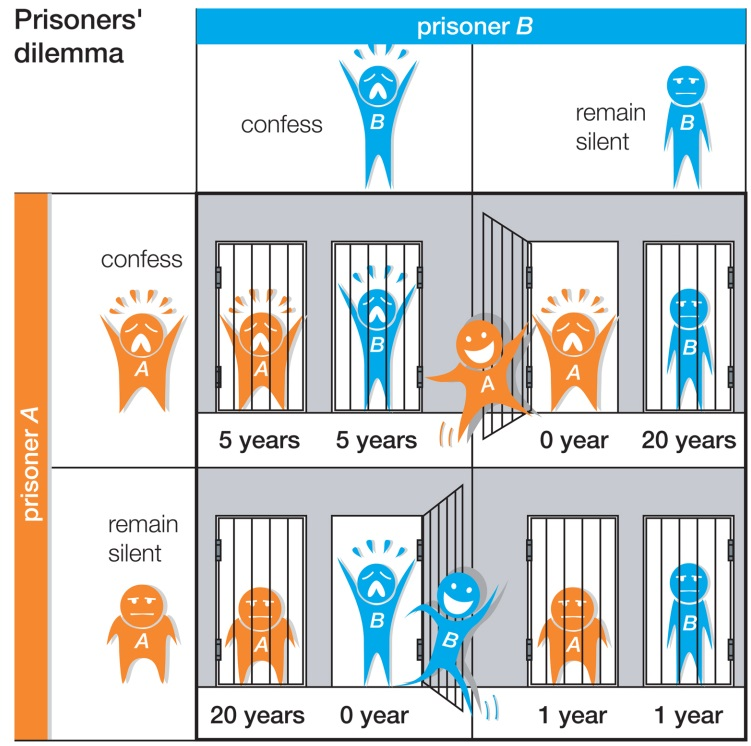 Prisoners'
dilemma
prisoner B
confess
B
remain
silent
B
prisoner A
confess
A
A
B
A
A
B
5 years
5 years
0 year
20 years
remain
silent
A
A
B
B
A
B
20 years
0 year
1 year
1 year